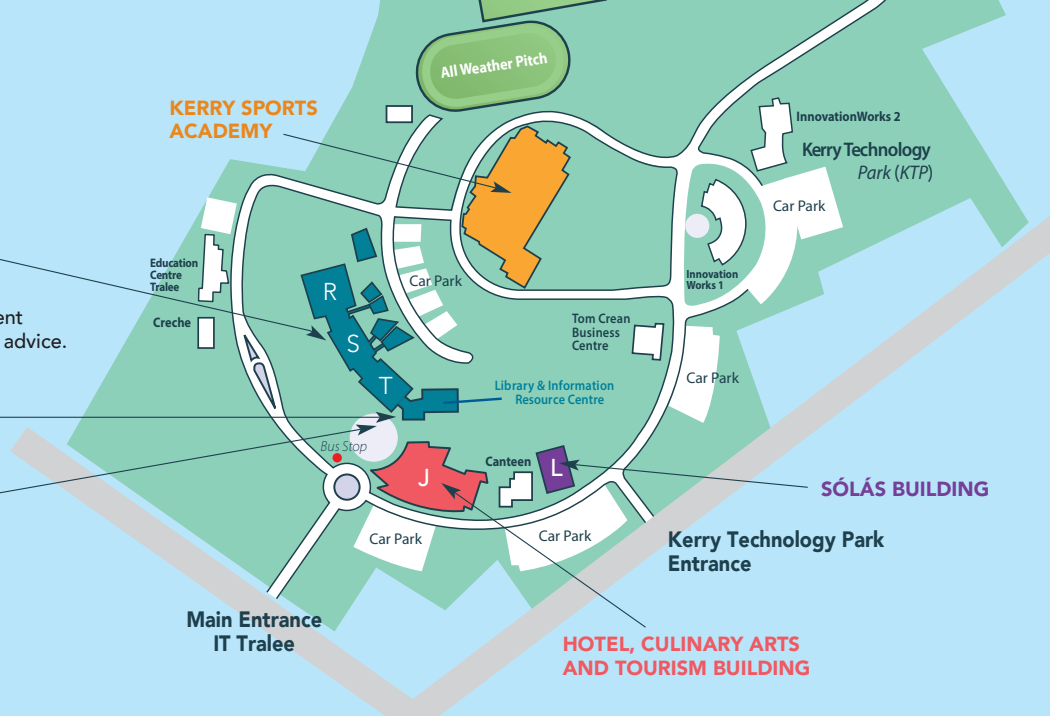 All Weather Pitch
KERRY SPORTS
ACADEMY
InnovationWorks 2
Kerry Technology
Park (KTP)
Car Park
Education
Centre
Tralee
Innovation
Works 1
Car Park
R
ent
advice.
Creche
Tom Crean
Business
Centre
S
Car Park
T
Library & Information
Resource Centre
Bus Stop
Canteen
J
L
SÓLÁS BUILDING
Car Park
Car Park
Kerry Technology Park
Entrance
Main Entrance
IT Tralee
HOTEL, CULINARY ARTS
AND TOURISM BUILDING